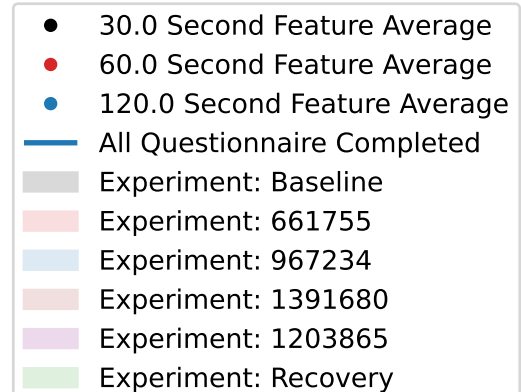 30.0 Second Feature Average
60.0 Second Feature Average
120.0 Second Feature Average
All Questionnaire Completed
Experiment: Baseline
Experiment: 661755
Experiment: 967234
Experiment: 1391680
Experiment: 1203865
Experiment: Recovery